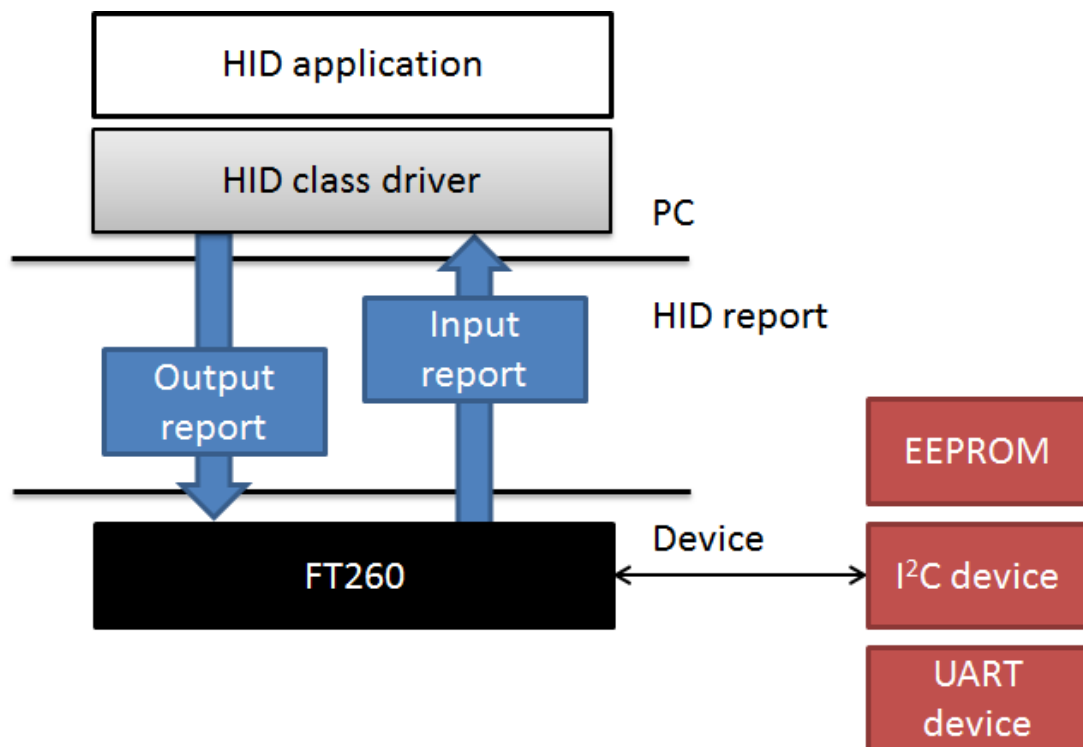 HID application
HID class driver
PC
HID report
Input
report
Output
report
EEPROM
Device
FT260
I²C device
UART
device